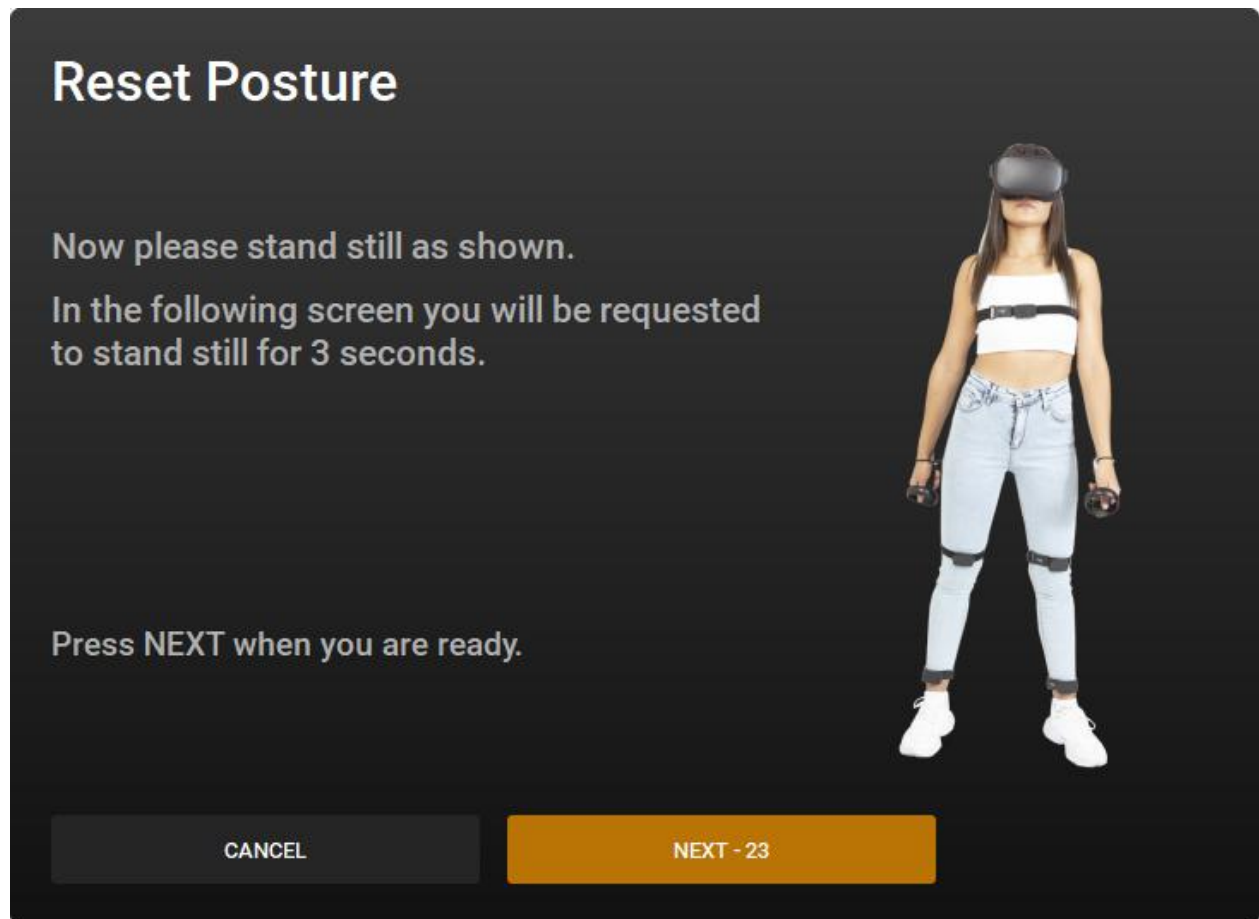 Reset Posture
Now please stand still as shown.
In the following screen you will be requested
to stand still for 3 seconds.
Press NEXT when you are ready.
CANCEL
NEXT - 23